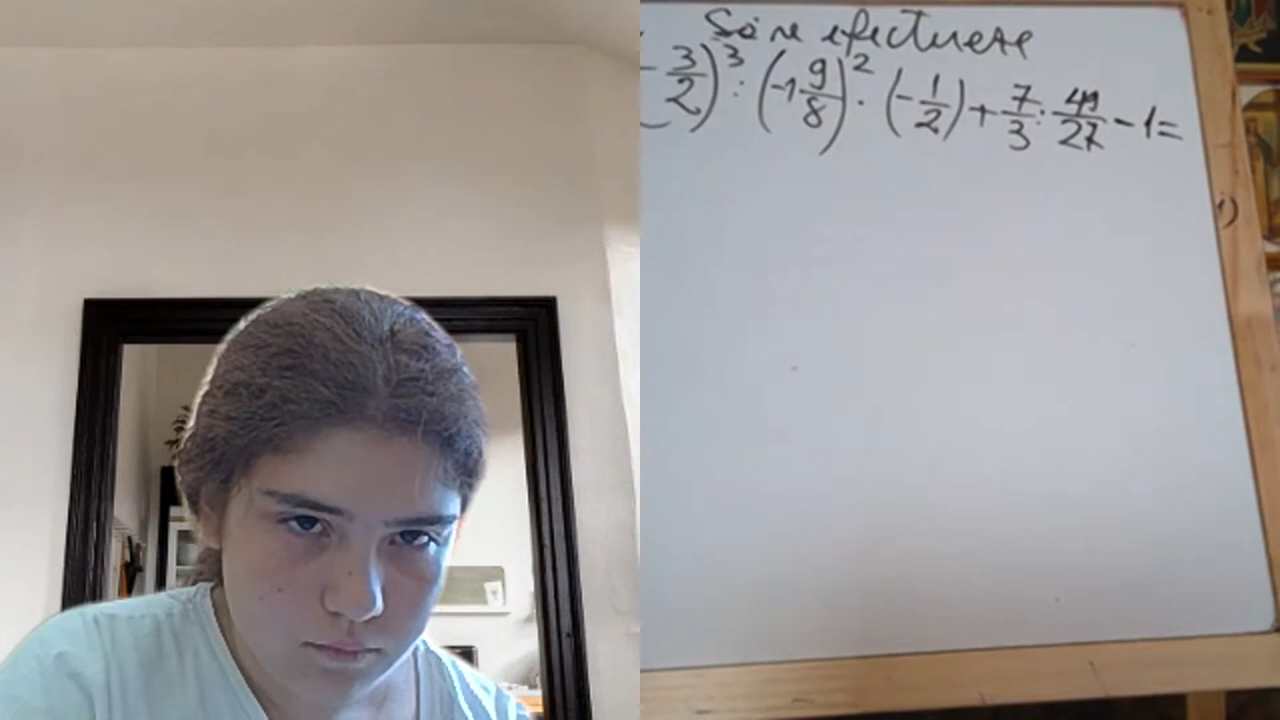 Să se efectueze
(-3/2)^3 : (-1 9/8)^2 · (-1/2) + 7/3 : 49/27 - 1 =